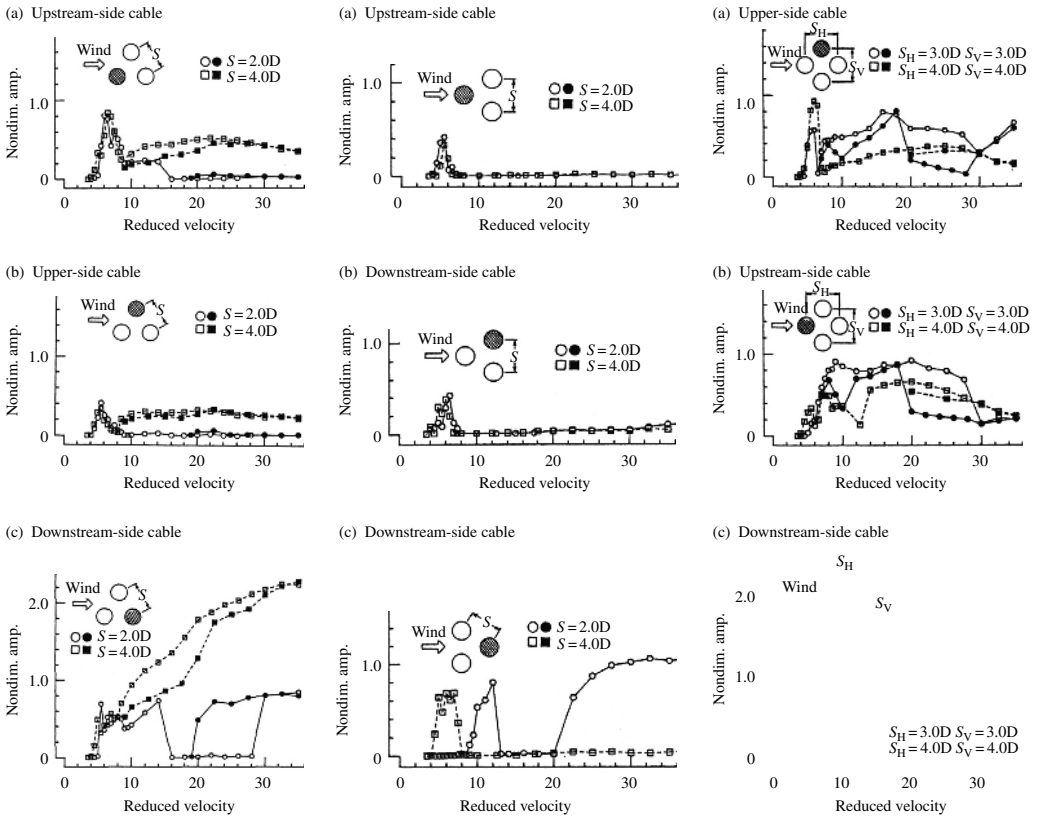 (a) Upstream-side cable
Wind
S
S = 2.0D
S = 4.0D
Nondim. amp.
1.0
0
0 10 20 30
Reduced velocity
(a) Upstream-side cable
Wind
S
S = 2.0D
S = 4.0D
Nondim. amp.
1.0
0
0 10 20 30
Reduced velocity
(a) Upper-side cable
S_H
Wind
S_V
S_H = 3.0D S_V = 3.0D
S_H = 4.0D S_V = 4.0D
Nondim. amp.
1.0
0
0 10 20 30
Reduced velocity
(b) Upper-side cable
Wind
S
S = 2.0D
S = 4.0D
Nondim. amp.
1.0
0
0 10 20 30
Reduced velocity
(b) Downstream-side cable
Wind
S
S = 2.0D
S = 4.0D
Nondim. amp.
1.0
0
0 10 20 30
Reduced velocity
(b) Upstream-side cable
S_H
Wind
S_V
S_H = 3.0D S_V = 3.0D
S_H = 4.0D S_V = 4.0D
Nondim. amp.
1.0
0
0 10 20 30
Reduced velocity
(c) Downstream-side cable
Wind
S
S = 2.0D
S = 4.0D
Nondim. amp.
2.0
1.0
0
0 10 20 30
Reduced velocity
(c) Downstream-side cable
Wind
S
S = 2.0D
S = 4.0D
Nondim. amp.
2.0
1.0
0
0 10 20 30
Reduced velocity
(c) Downstream-side cable
S_H
Wind
S_V
Nondim. amp.
2.0
1.0
0
S_H = 3.0D S_V = 3.0D
S_H = 4.0D S_V = 4.0D
0 10 20 30
Reduced velocity